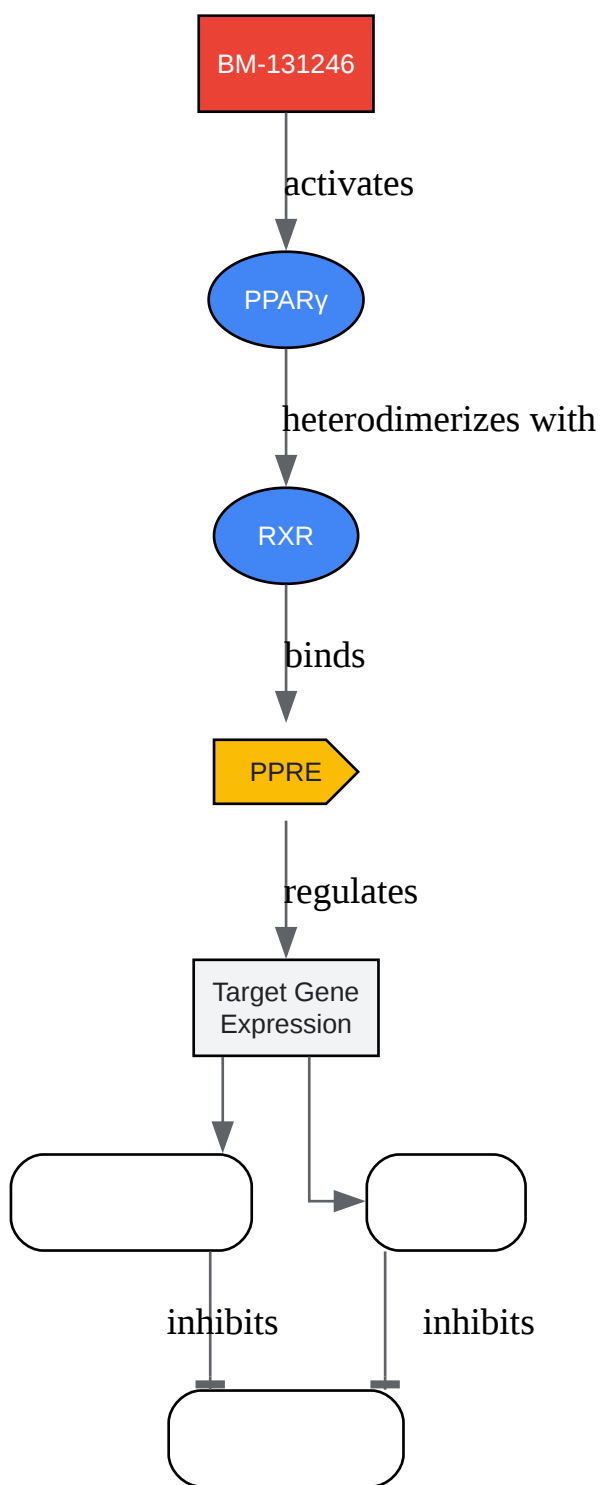 BM-131246
activates
PPARγ
heterodimerizes with
RXR
binds
PPRE
regulates
Target Gene
Expression
inhibits
inhibits